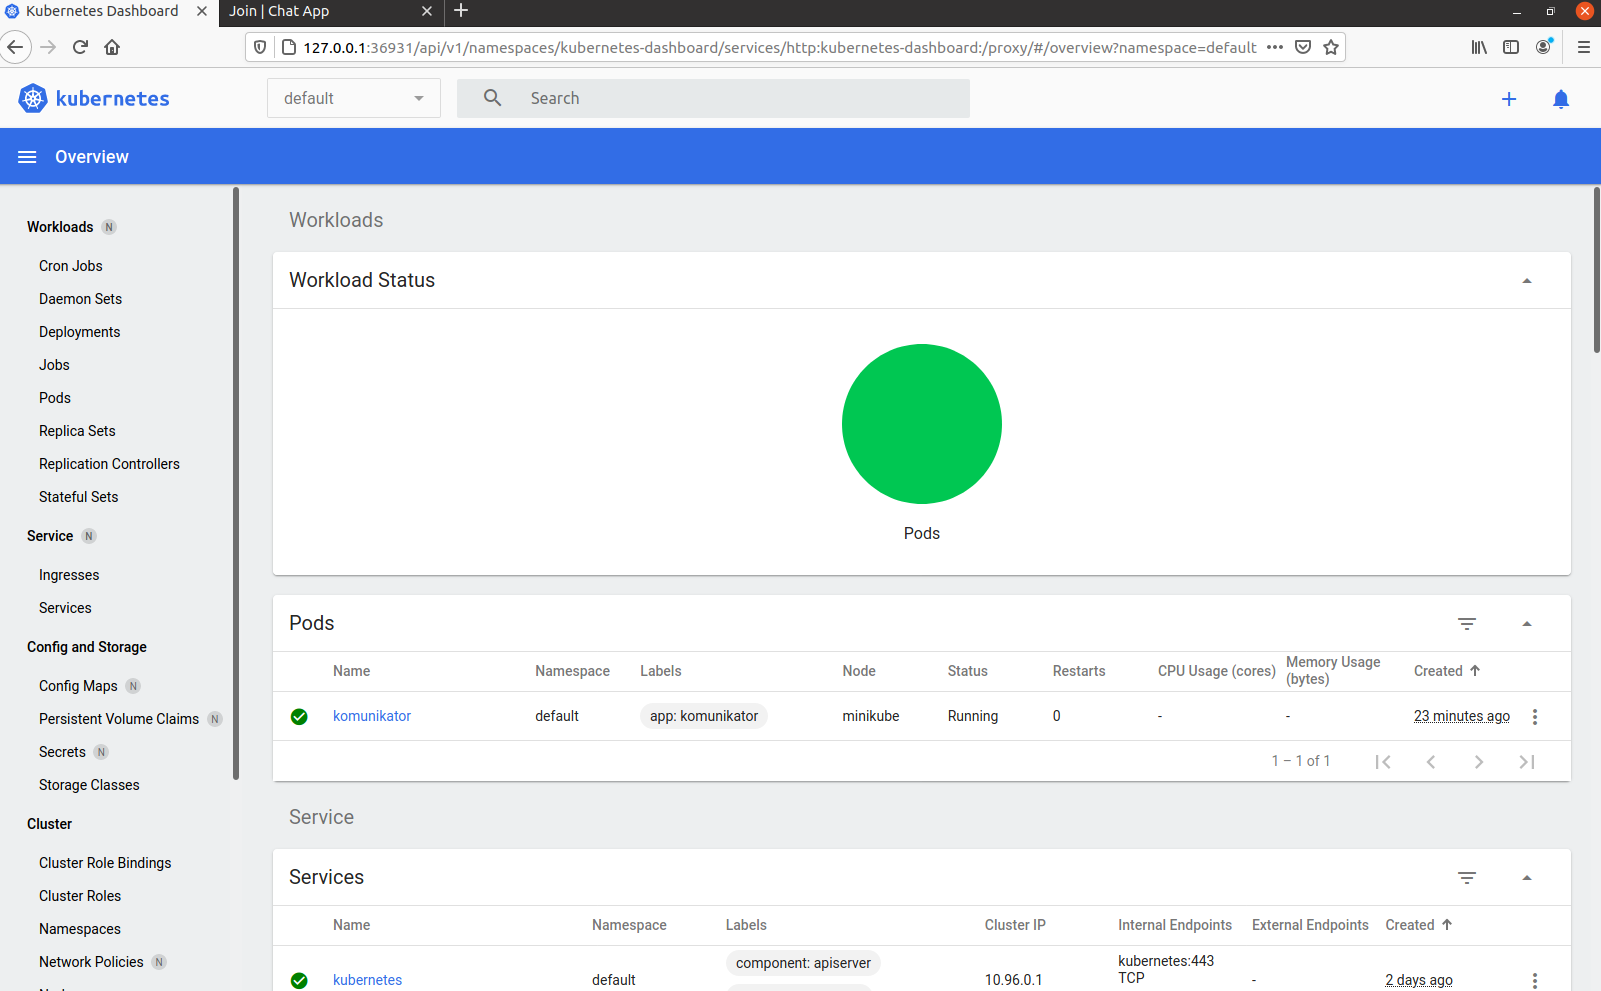 Kubernetes Dashboard
Join | Chat App
127.0.0.1:36931/api/v1/namespaces/kubernetes-dashboard/services/http:kubernetes-dashboard:/proxy/#/overview?namespace=default
kubernetes
default
Search
Overview
Workloads N
Cron Jobs
Daemon Sets
Deployments
Jobs
Pods
Replica Sets
Replication Controllers
Stateful Sets
Service N
Ingresses
Services
Config and Storage
Config Maps N
Persistent Volume Claims N
Secrets N
Storage Classes
Cluster
Cluster Role Bindings
Cluster Roles
Namespaces
Network Policies N
Workloads
Workload Status
Pods
Pods
Name Namespace Labels Node Status Restarts CPU Usage (cores) Memory Usage (bytes) Created
komunikator default app: komunikator minikube Running 0 - - 23 minutes ago
1 – 1 of 1
Service
Services
Name Namespace Labels Cluster IP Internal Endpoints External Endpoints Created
kubernetes default component: apiserver 10.96.0.1 kubernetes:443 TCP - 2 days ago